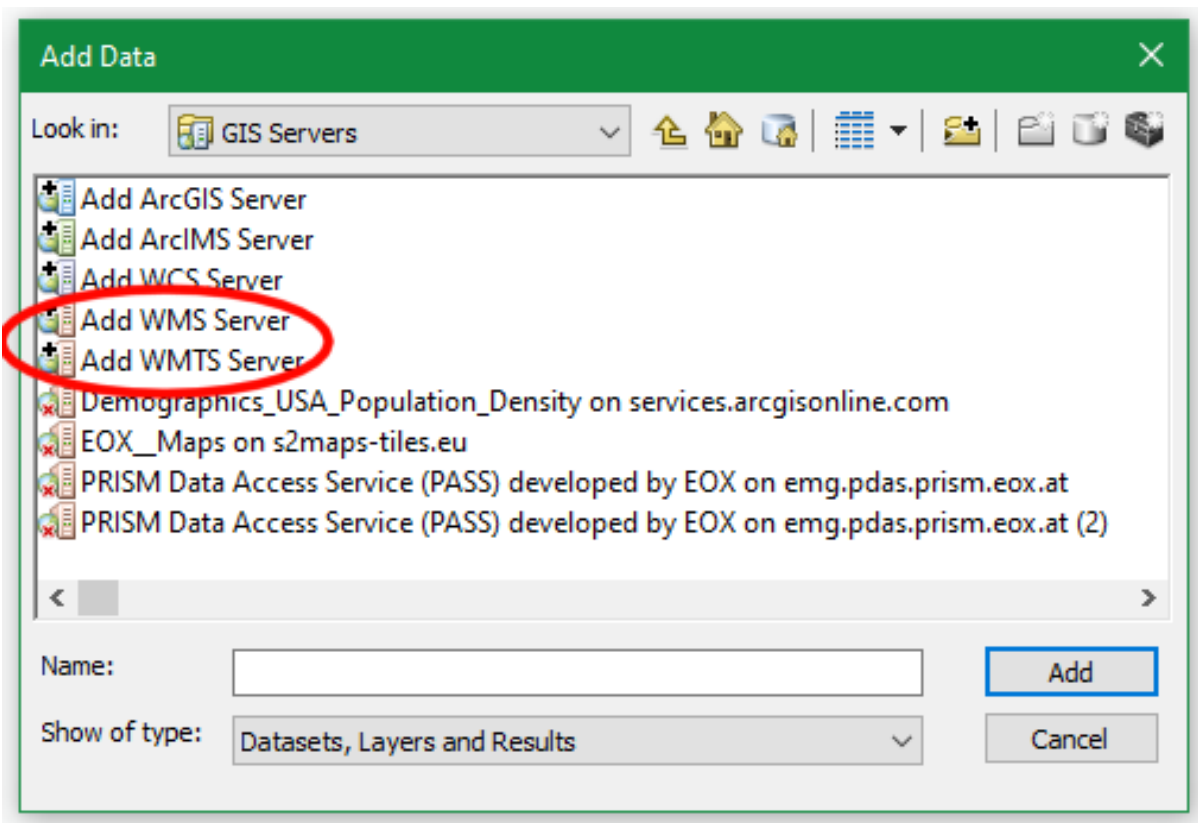 Add Data
Look in: GIS Servers
Add ArcGIS Server
Add ArcIMS Server
Add WCS Server
Add WMS Server
Add WMTS Server
Demographics_USA_Population_Density on services.arcgisonline.com
EOX__Maps on s2maps-tiles.eu
PRISM Data Access Service (PASS) developed by EOX on emg.pdas.prism.eox.at
PRISM Data Access Service (PASS) developed by EOX on emg.pdas.prism.eox.at (2)
Name: Add
Show of type: Datasets, Layers and Results Cancel